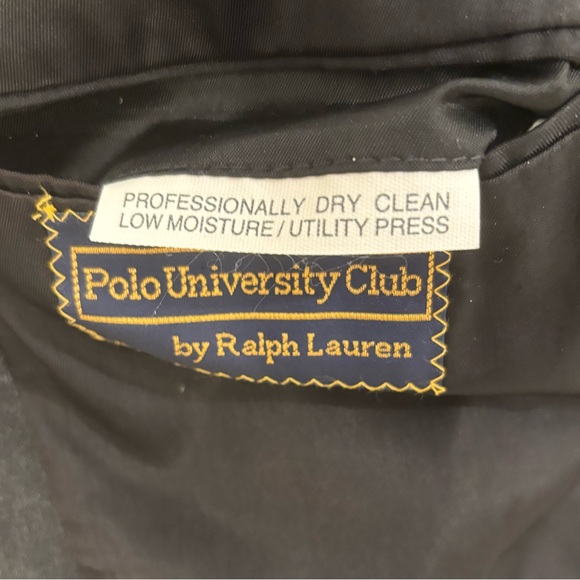 PROFESSIONALLY DRY CLEAN
LOW MOISTURE / UTILITY PRESS
Polo University Club
by Ralph Lauren